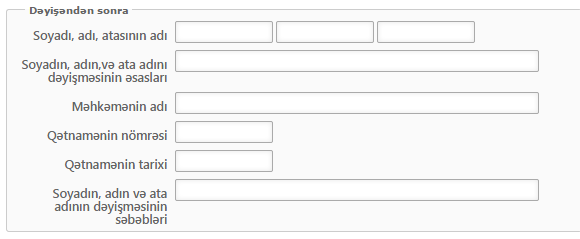 Dəyişəndən sonra
Soyadı, adı, atasının adı
Soyadın, adın,və ata adını
dəyişməsinin əsasları
Məhkəmənin adı
Qətnamənin nömrəsi
Qətnamənin tarixi
Soyadın, adın və ata
adının dəyişməsinin
səbəbləri